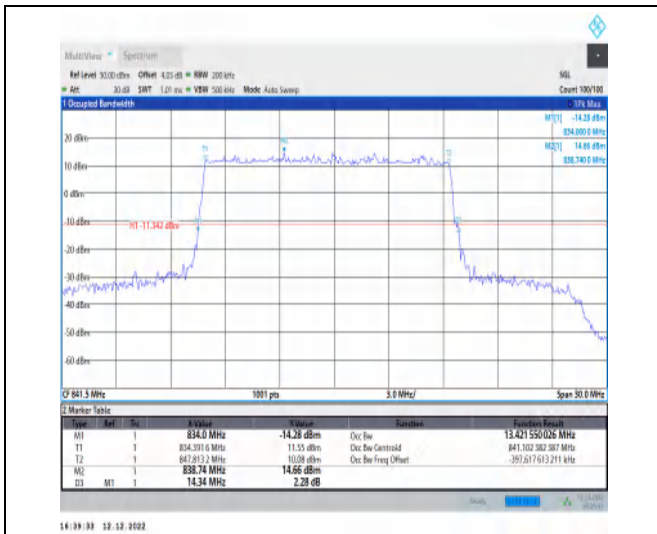 MultiView Spectrum
Ref Level 30.00 dBm Offset 4.05 dB RBW 200 kHz SGL
Att 30 dB SWT 1.01 ms VBW 500 kHz Mode Auto Sweep Count 100/100
1 Occupied Bandwidth 1Pk Max
M1[1] -14.28 dBm
834.000 0 MHz
M2[1] 14.66 dBm
838.740 0 MHz
20 dBm
10 dBm
0 dBm
-10 dBm
H1 -11.342 dBm
-20 dBm
-30 dBm
-40 dBm
-50 dBm
-60 dBm
CF 841.5 MHz 1001 pts 3.0 MHz/ Span 30.0 MHz
2 Marker Table
Type Ref Trc X-Value Y-Value Function Function Result
M1 1 834.0 MHz -14.28 dBm Occ Bw 13.421 550 026 MHz
T1 1 834.391 6 MHz 11.55 dBm Occ Bw Centroid 841.102 382 387 MHz
T2 1 847.813 2 MHz 10.08 dBm Occ Bw Freq Offset -397.617 613 211 kHz
M2 1 838.74 MHz 14.66 dBm
D3 M1 1 14.34 MHz 2.28 dB
Ready
16:39:33 12.12.2022